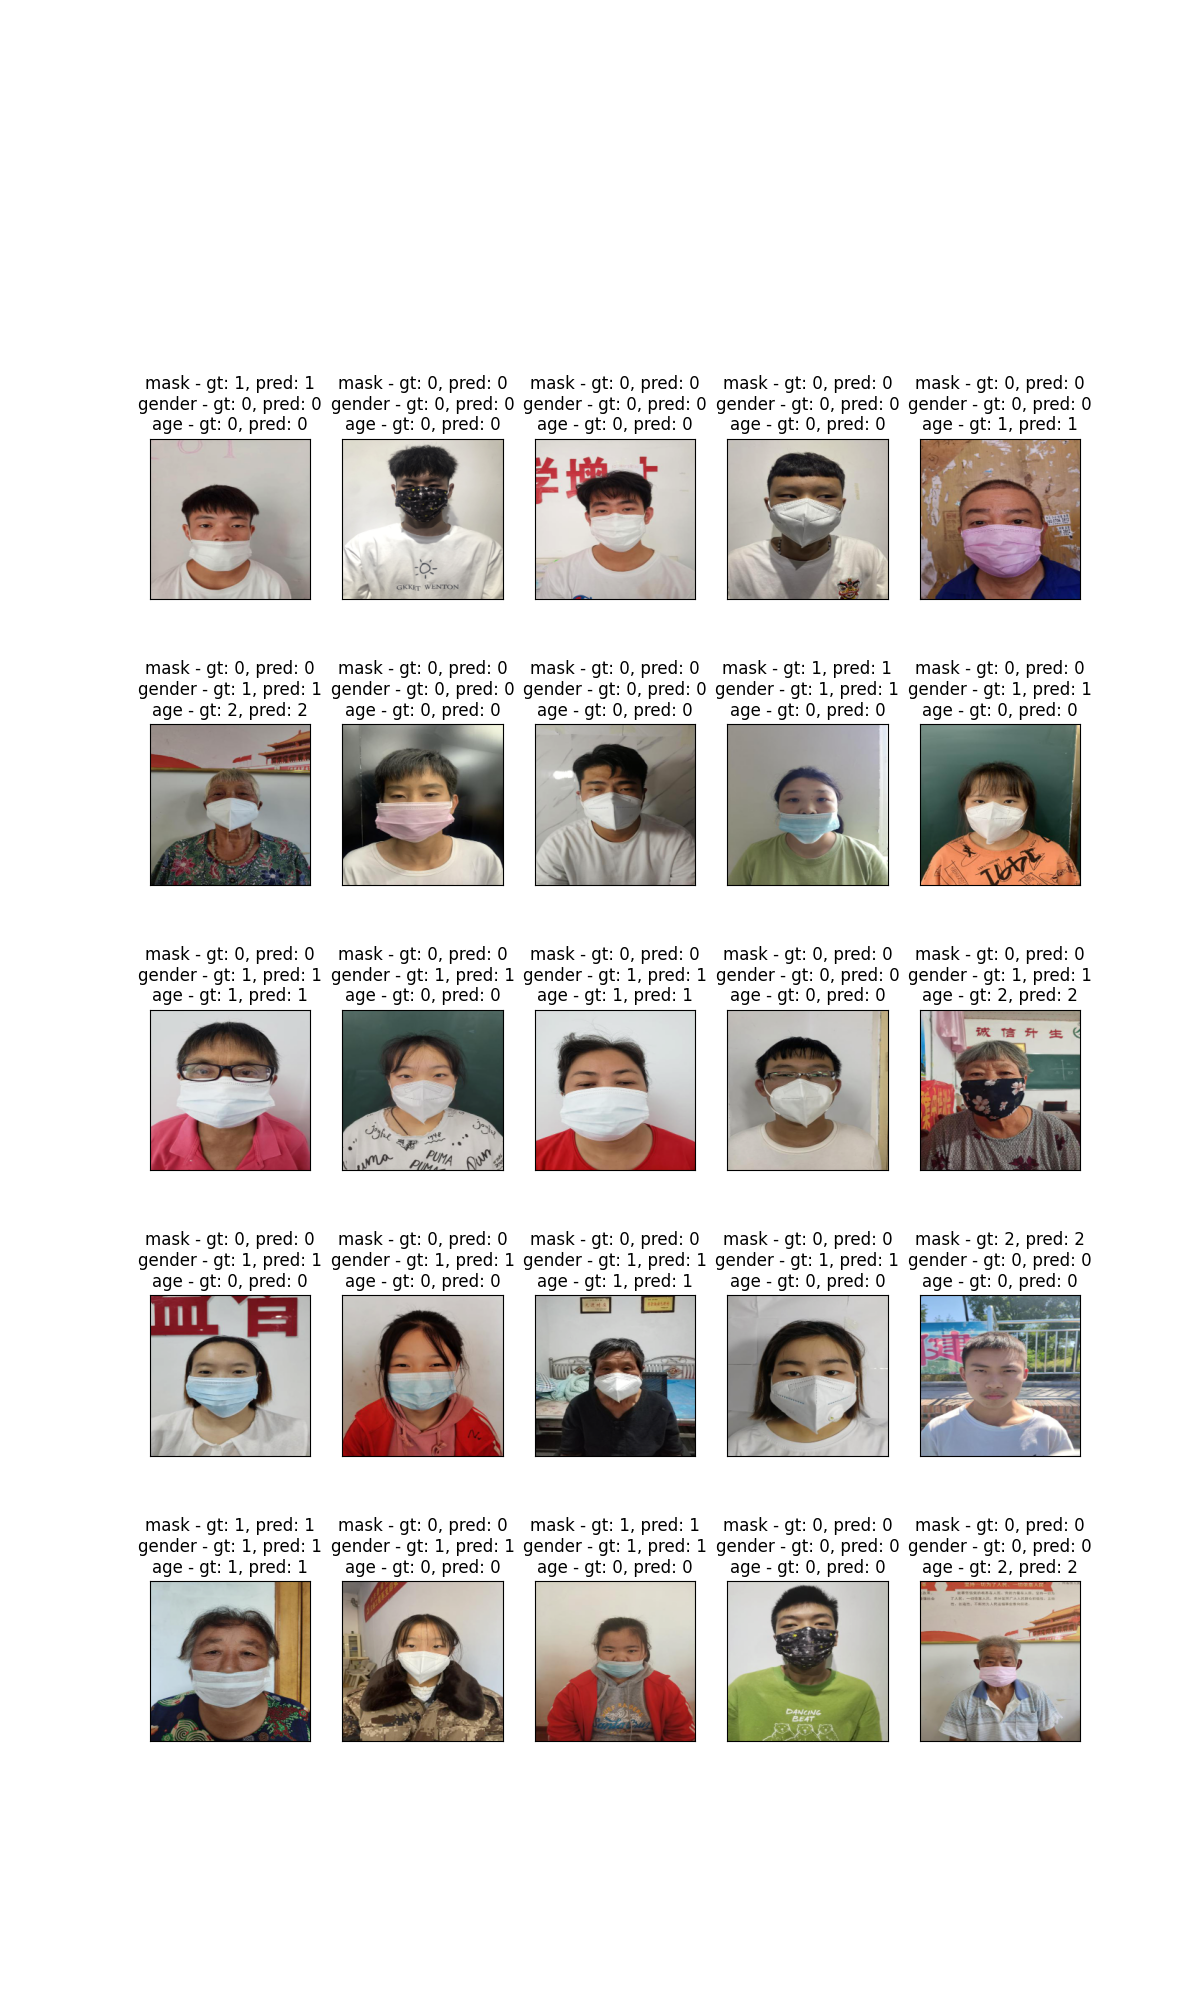 mask - gt: 1, pred: 1
gender - gt: 0, pred: 0
age - gt: 0, pred: 0
mask - gt: 0, pred: 0
gender - gt: 0, pred: 0
age - gt: 0, pred: 0
mask - gt: 0, pred: 0
gender - gt: 0, pred: 0
age - gt: 0, pred: 0
mask - gt: 0, pred: 0
gender - gt: 0, pred: 0
age - gt: 0, pred: 0
mask - gt: 0, pred: 0
gender - gt: 0, pred: 0
age - gt: 1, pred: 1
WENTON
学增
mask - gt: 0, pred: 0
gender - gt: 1, pred: 1
age - gt: 2, pred: 2
mask - gt: 0, pred: 0
gender - gt: 0, pred: 0
age - gt: 0, pred: 0
mask - gt: 0, pred: 0
gender - gt: 0, pred: 0
age - gt: 0, pred: 0
mask - gt: 1, pred: 1
gender - gt: 1, pred: 1
age - gt: 0, pred: 0
mask - gt: 0, pred: 0
gender - gt: 1, pred: 1
age - gt: 0, pred: 0
mask - gt: 0, pred: 0
gender - gt: 1, pred: 1
age - gt: 1, pred: 1
mask - gt: 0, pred: 0
gender - gt: 1, pred: 1
age - gt: 0, pred: 0
mask - gt: 0, pred: 0
gender - gt: 1, pred: 1
age - gt: 1, pred: 1
mask - gt: 0, pred: 0
gender - gt: 0, pred: 0
age - gt: 0, pred: 0
mask - gt: 0, pred: 0
gender - gt: 1, pred: 1
age - gt: 2, pred: 2
joyful
joyful
PUMA
PUMA
诚信升生
mask - gt: 0, pred: 0
gender - gt: 1, pred: 1
age - gt: 0, pred: 0
mask - gt: 0, pred: 0
gender - gt: 1, pred: 1
age - gt: 0, pred: 0
mask - gt: 0, pred: 0
gender - gt: 1, pred: 1
age - gt: 1, pred: 1
mask - gt: 0, pred: 0
gender - gt: 1, pred: 1
age - gt: 0, pred: 0
mask - gt: 2, pred: 2
gender - gt: 0, pred: 0
age - gt: 0, pred: 0
建
mask - gt: 1, pred: 1
gender - gt: 1, pred: 1
age - gt: 1, pred: 1
mask - gt: 0, pred: 0
gender - gt: 1, pred: 1
age - gt: 0, pred: 0
mask - gt: 1, pred: 1
gender - gt: 1, pred: 1
age - gt: 0, pred: 0
mask - gt: 0, pred: 0
gender - gt: 0, pred: 0
age - gt: 0, pred: 0
mask - gt: 0, pred: 0
gender - gt: 0, pred: 0
age - gt: 2, pred: 2
DANCING
BEAT